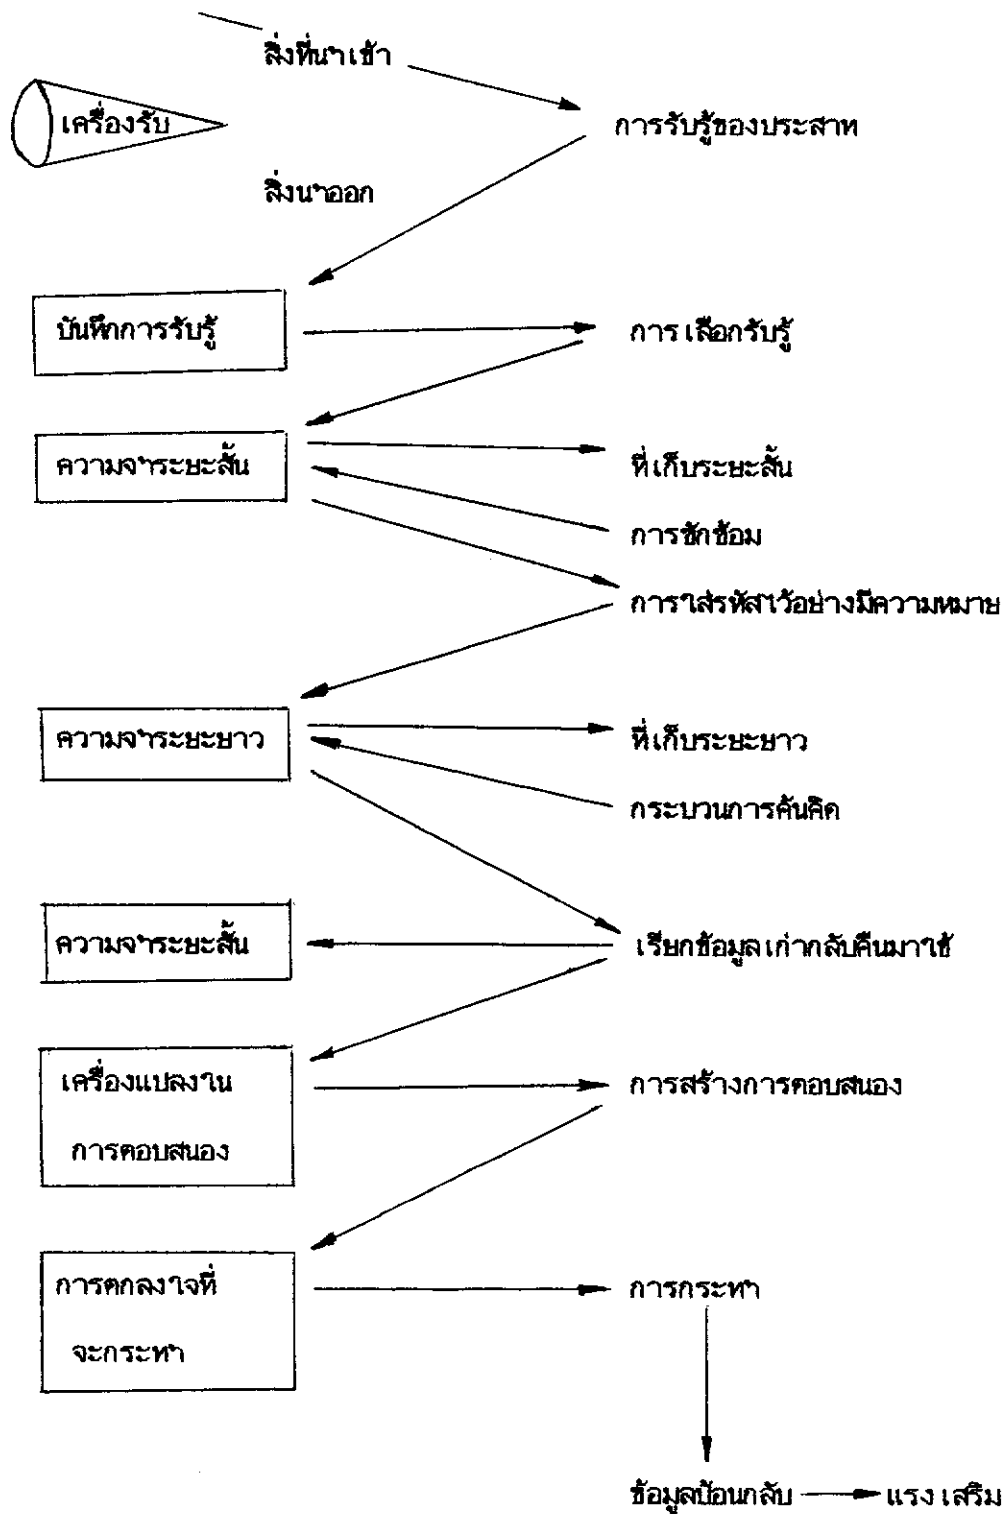 สิ่งที่นำเข้า
เครื่องรับ
การรับรู้ของประสาท
สิ่งนำออก
บันทึกการรับรู้
การเลือกรับรู้
ความจำระยะสั้น
ที่เก็บระยะสั้น
การซักซ้อม
การใส่รหัสไว้อย่างมีความหมาย
ความจำระยะยาว
ที่เก็บระยะยาว
กระบวนการค้นคิด
ความจำระยะสั้น
เรียกข้อมูลเก่ากลับคืนมาใช้
เครื่องแปลงใน
การตอบสนอง
การสร้างการตอบสนอง
การตกลงใจที่
จะกระทำ
การกระทำ
ข้อมูลป้อนกลับ
แรงเสริม